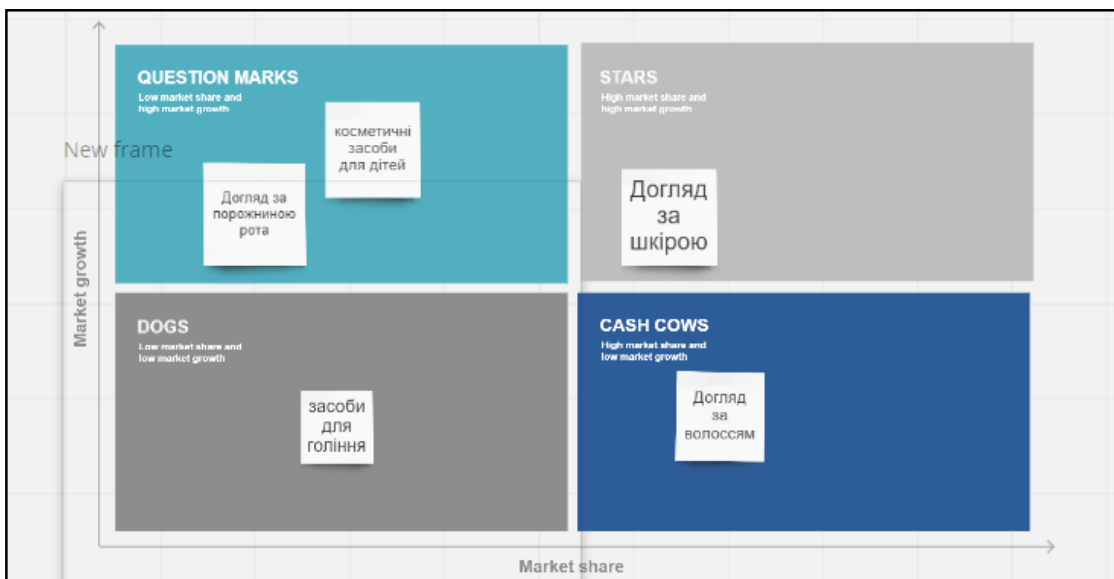 QUESTION MARKS
Low market share and
high market growth
косметичні
засоби
для дітей
Догляд за
порожниною
рота
STARS
High market share and
high market growth
Догляд
за
шкірою
New frame
Market growth
DOGS
Low market share and
low market growth
засоби
для
гоління
CASH COWS
High market share and
low market growth
Догляд
за
волоссям
Market share